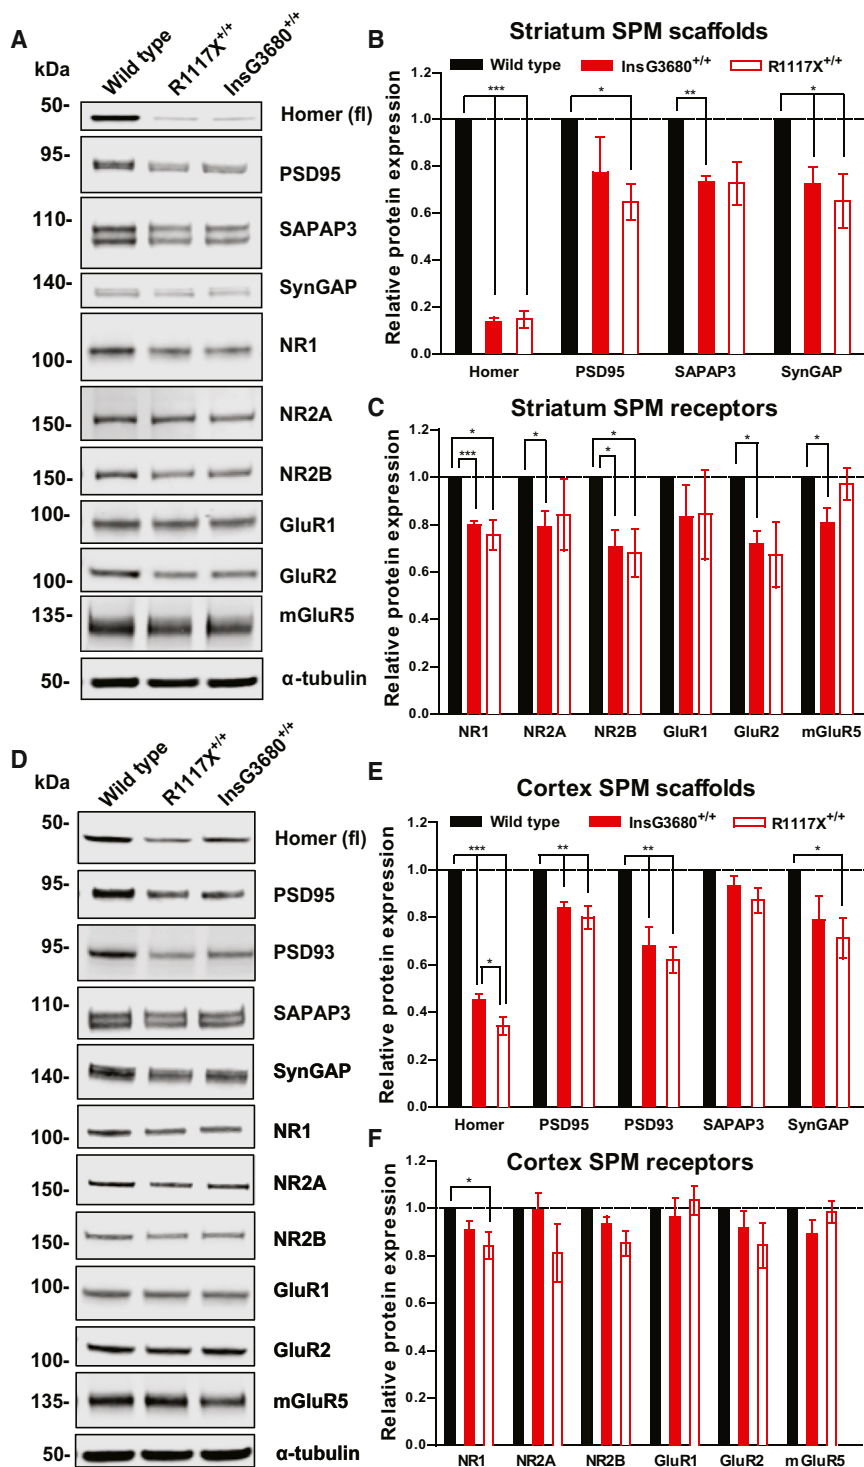 A
kDa
Wild type
R1117X+/+
InsG3680+/+
50-
Homer (fl)
95-
PSD95
110-
SAPAP3
140-
SynGAP
NR1
100-
NR2A
150-
NR2B
150-
100-
GluR1
GluR2
100-
135-
mGluR5
50-
α-tubulin
B
Striatum SPM scaffolds
Wild type
InsG3680+/+
R1117X+/+
Relative protein expression
1.2
1.0
0.8
0.6
0.4
0.2
0.0
***
*
**
*
Homer
PSD95
SAPAP3
SynGAP
C
Striatum SPM receptors
Relative protein expression
1.2
1.0
0.8
0.6
0.4
0.2
0.0
*
***
*
*
*
*
*
NR1
NR2A
NR2B
GluR1
GluR2
mGluR5
D
kDa
Wild type
R1117X+/+
InsG3680+/+
50-
Homer (fl)
95-
PSD95
95-
PSD93
110-
SAPAP3
SynGAP
140-
NR1
100-
NR2A
150-
NR2B
150-
100-
GluR1
GluR2
100-
135-
mGluR5
50-
α-tubulin
E
Cortex SPM scaffolds
Wild type
InsG3680+/+
R1117X+/+
Relative protein expression
1.2
1.0
0.8
0.6
0.4
0.2
0.0
***
*
**
**
*
Homer
PSD95
PSD93
SAPAP3
SynGAP
F
Cortex SPM receptors
Relative protein expression
1.2
1.0
0.8
0.6
0.4
0.2
0.0
*
NR1
NR2A
NR2B
GluR1
GluR2
mGluR5